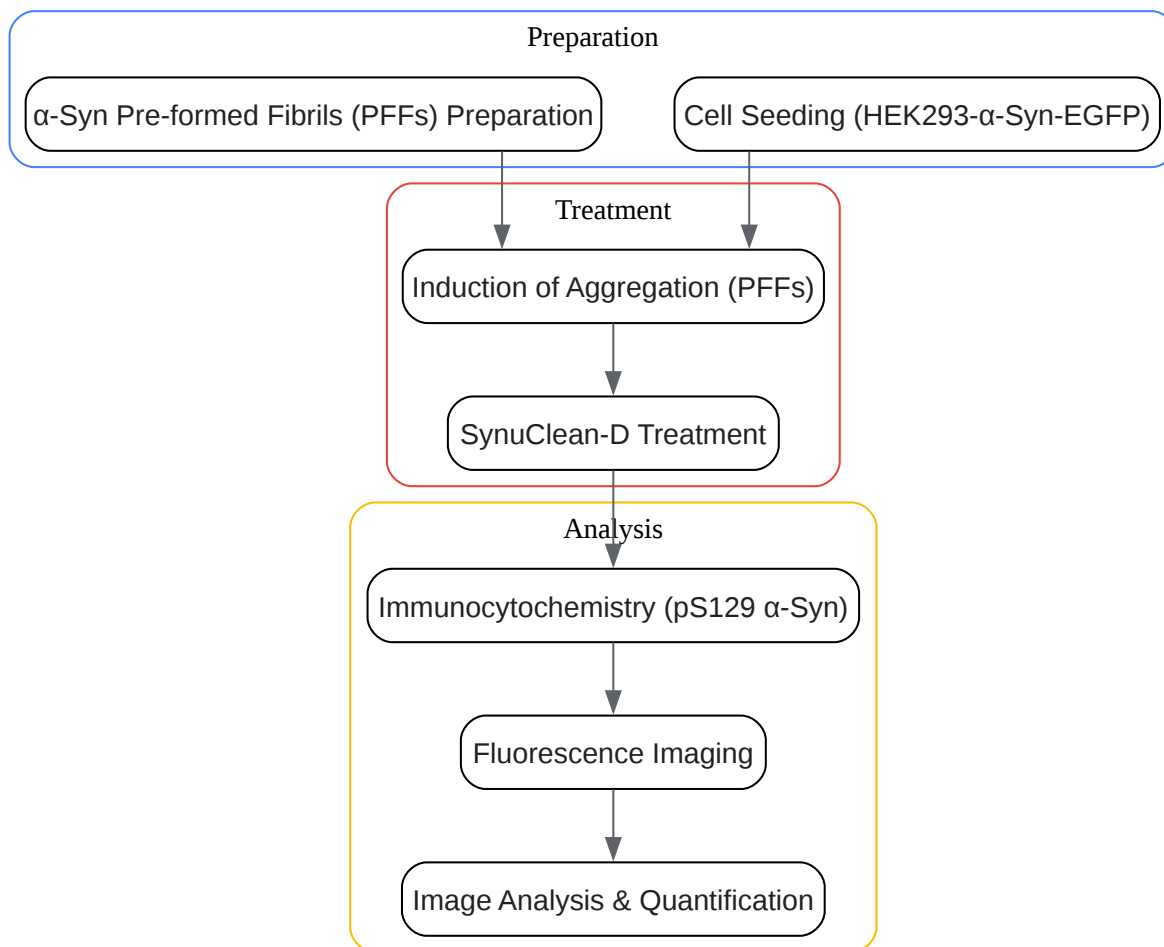 Preparation
α-Syn Pre-formed Fibrils (PFFs) Preparation
Cell Seeding (HEK293-α-Syn-EGFP)
Treatment
Induction of Aggregation (PFFs)
SynuClean-D Treatment
Analysis
Immunocytochemistry (pS129 α-Syn)
Fluorescence Imaging
Image Analysis & Quantification